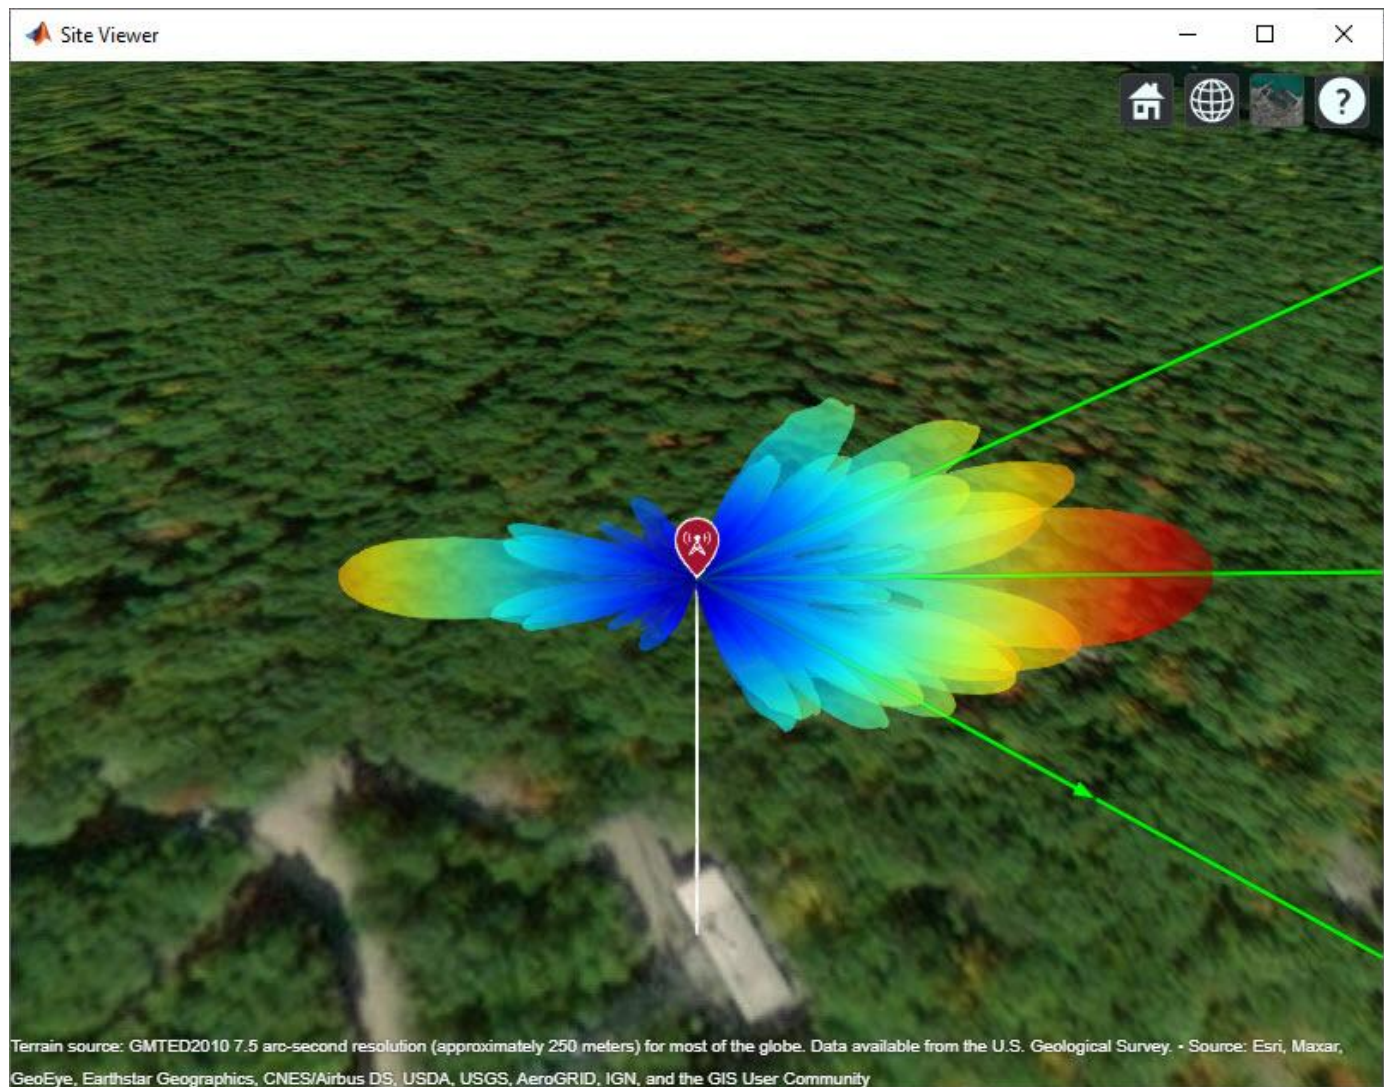 Site Viewer
?
Terrain source: GMTED2010 7.5 arc-second resolution (approximately 250 meters) for most of the globe. Data available from the U.S. Geological Survey. - Source: Esri, Maxar,
GeoEye, Earthstar Geographics, CNES/Airbus DS, USDA, USGS, AeroGRID, IGN, and the GIS User Community